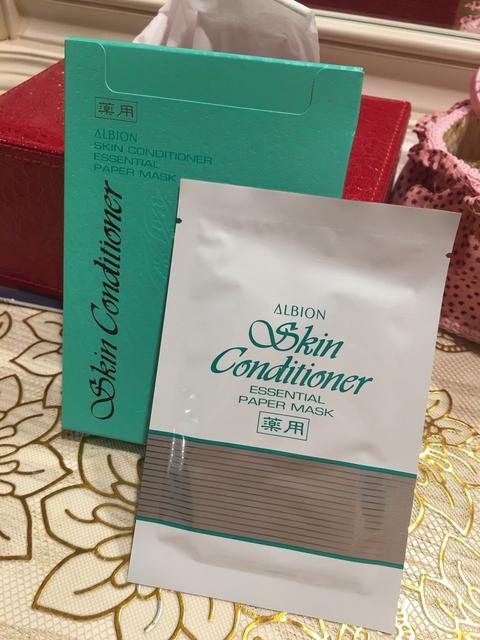 薬用
ALBION
SKIN CONDITIONER
ESSENTIAL
PAPER MASK
Skin Conditioner
ALBION
Skin
Conditioner
ESSENTIAL
PAPER MASK
薬用